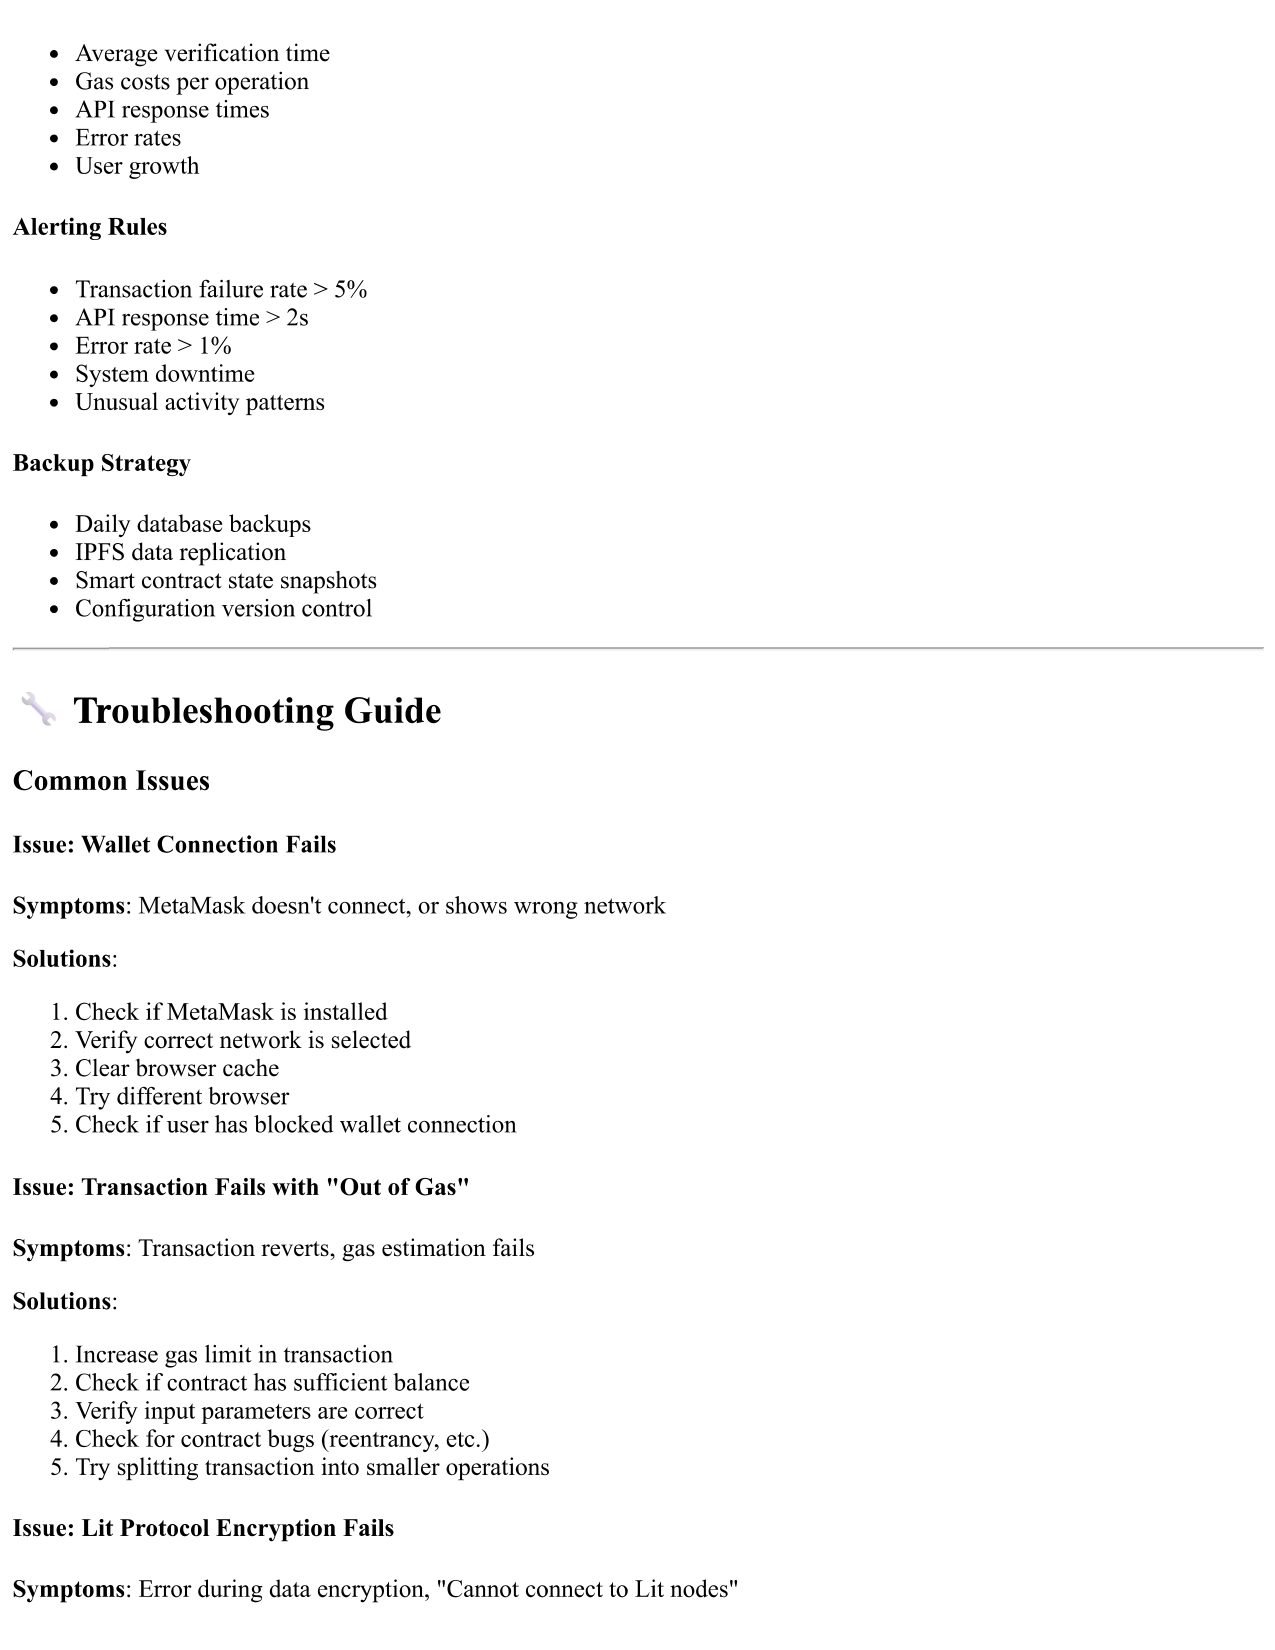 • Average verification time
• Gas costs per operation
• API response times
• Error rates
• User growth
Alerting Rules
• Transaction failure rate > 5%
• API response time > 2s
• Error rate > 1%
• System downtime
• Unusual activity patterns
Backup Strategy
• Daily database backups
• IPFS data replication
• Smart contract state snapshots
• Configuration version control
🔧 Troubleshooting Guide
Common Issues
Issue: Wallet Connection Fails
Symptoms: MetaMask doesn't connect, or shows wrong network
Solutions:
1. Check if MetaMask is installed
2. Verify correct network is selected
3. Clear browser cache
4. Try different browser
5. Check if user has blocked wallet connection
Issue: Transaction Fails with "Out of Gas"
Symptoms: Transaction reverts, gas estimation fails
Solutions:
1. Increase gas limit in transaction
2. Check if contract has sufficient balance
3. Verify input parameters are correct
4. Check for contract bugs (reentrancy, etc.)
5. Try splitting transaction into smaller operations
Issue: Lit Protocol Encryption Fails
Symptoms: Error during data encryption, "Cannot connect to Lit nodes"